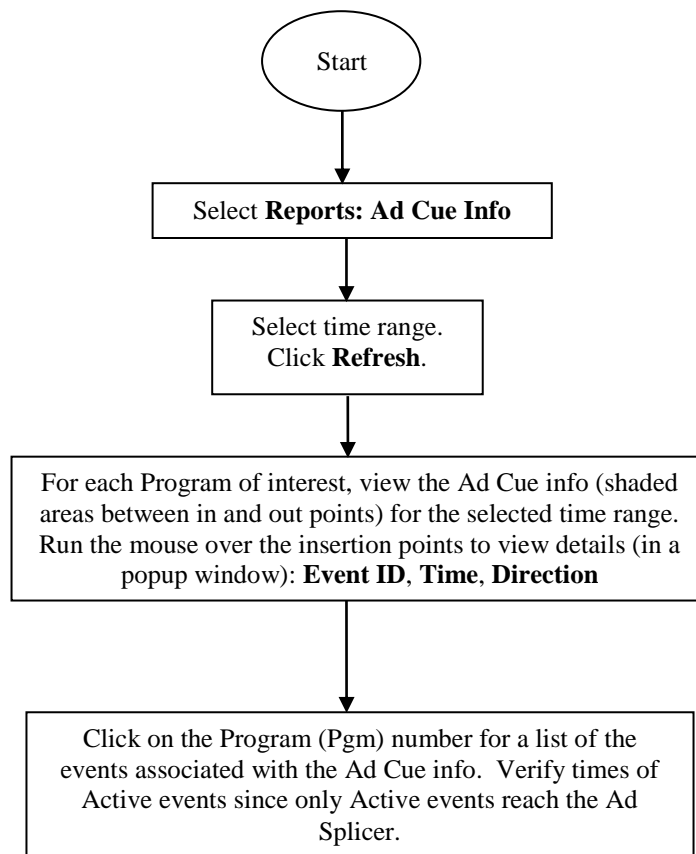 Start
Select Reports: Ad Cue Info
Select time range.
Click Refresh.
For each Program of interest, view the Ad Cue info (shaded
areas between in and out points) for the selected time range.
Run the mouse over the insertion points to view details (in a
popup window): Event ID, Time, Direction
Click on the Program (Pgm) number for a list of the
events associated with the Ad Cue info.  Verify times of
Active events since only Active events reach the Ad
Splicer.